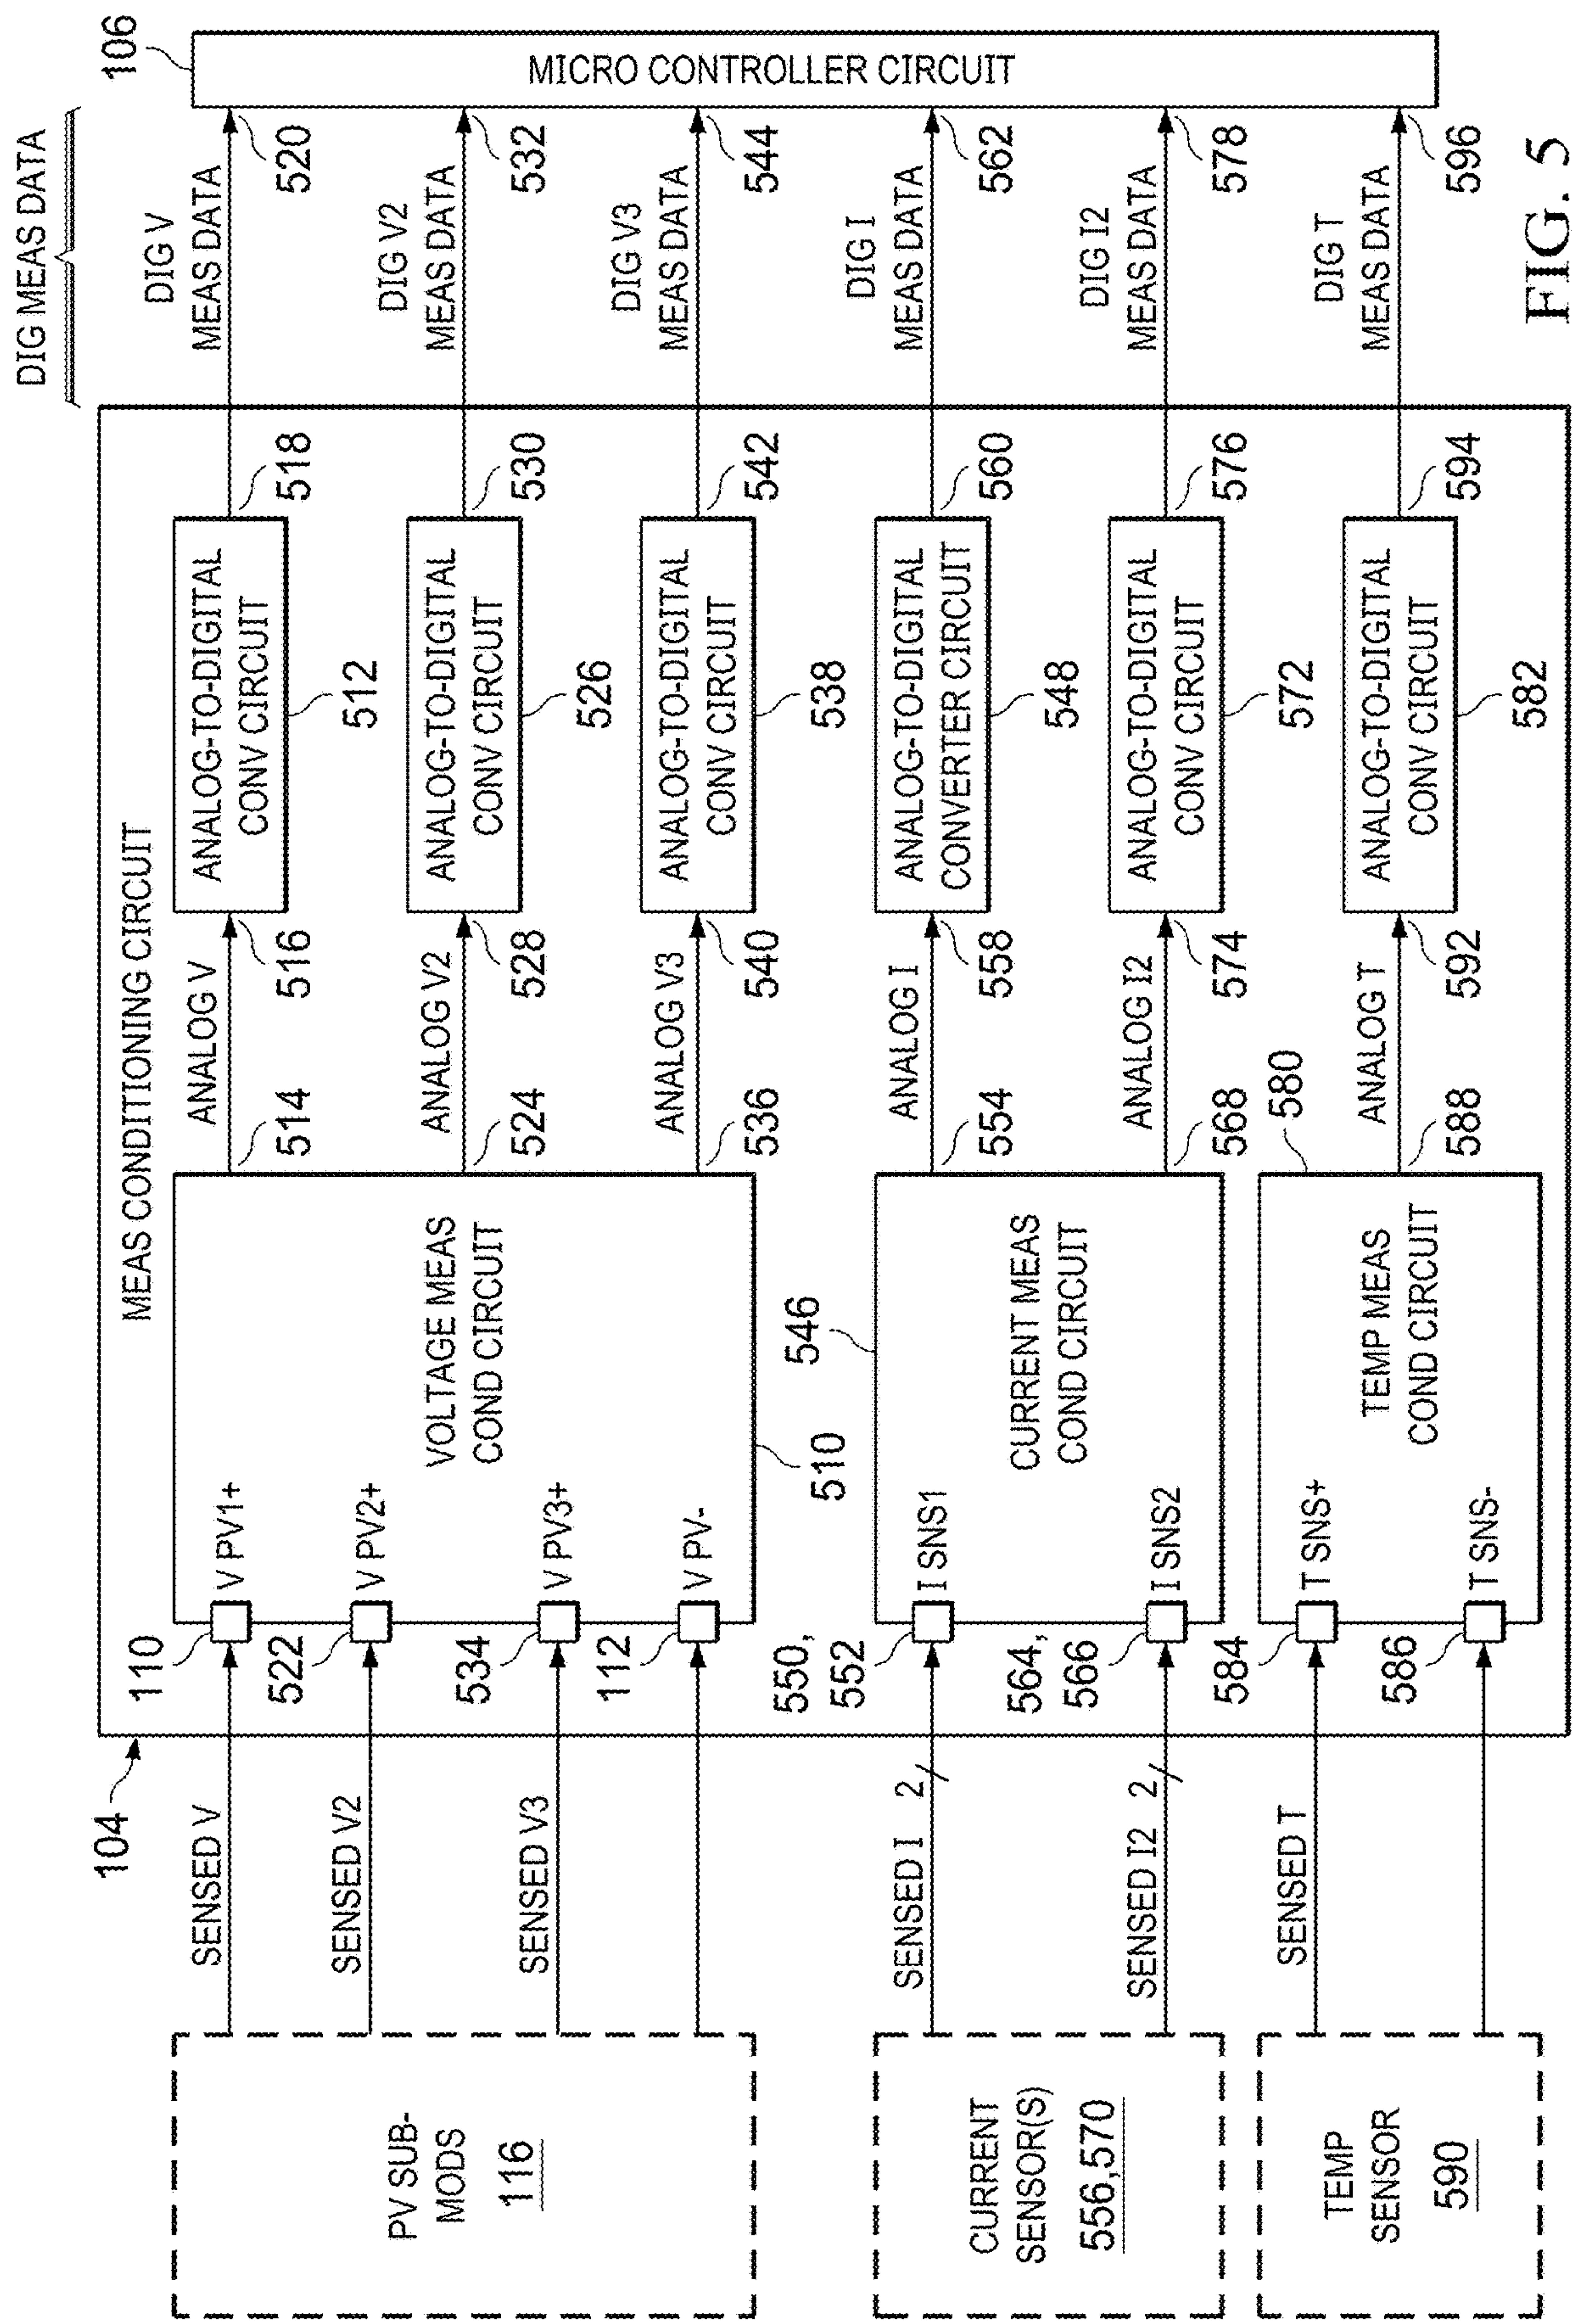 DIG MEAS DATA
104
MEAS CONDITIONING CIRCUIT
106
MICRO CONTROLLER CIRCUIT
PV SUB-
MODS
116
SENSED V
110
V PV1+
SENSED V2
522
V PV2+
SENSED V3
534
V PV3+
112
V PV-
VOLTAGE MEAS
COND CIRCUIT
510
514
ANALOG V
516
ANALOG-TO-DIGITAL
CONV CIRCUIT
512
518
DIG V
MEAS DATA
520
524
ANALOG V2
528
ANALOG-TO-DIGITAL
CONV CIRCUIT
526
530
DIG V2
MEAS DATA
532
536
ANALOG V3
540
ANALOG-TO-DIGITAL
CONV CIRCUIT
538
542
DIG V3
MEAS DATA
544
CURRENT
SENSOR(S)
556,570
SENSED I
2
550,
552
I SNS1
SENSED I2
2
564,
566
I SNS2
546
CURRENT MEAS
COND CIRCUIT
554
ANALOG I
558
ANALOG-TO-DIGITAL
CONVERTER CIRCUIT
548
560
DIG I
MEAS DATA
562
568
ANALOG I2
574
ANALOG-TO-DIGITAL
CONV CIRCUIT
572
576
DIG I2
MEAS DATA
578
TEMP
SENSOR
590
SENSED T
584
T SNS+
586
T SNS-
TEMP MEAS
COND CIRCUIT
580
588
ANALOG T
592
ANALOG-TO-DIGITAL
CONV CIRCUIT
582
594
DIG T
MEAS DATA
596
FIG. 5